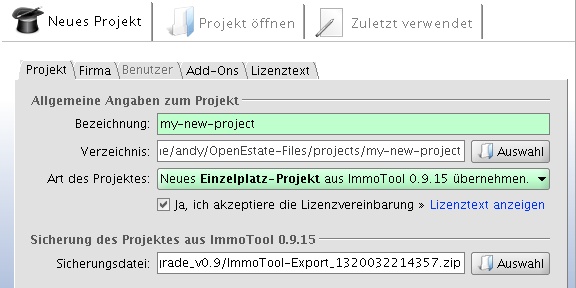 Neues Projekt Projekt öffnen Zuletzt verwendet
Projekt Firma Benutzer Add-Ons Lizenztext
Allgemeine Angaben zum Projekt
Bezeichnung: my-new-project
Verzeichnis: /andy/OpenEstate-Files/projects/my-new-project Auswahl
Art des Projektes: Neues Einzelplatz-Projekt aus ImmoTool 0.9.15 übernehmen.
Ja, ich akzeptiere die Lizenzvereinbarung » Lizenztext anzeigen
Sicherung des Projektes aus ImmoTool 0.9.15
Sicherungsdatei: _v0.9/ImmoTool-Export_1320032214357.zip Auswahl